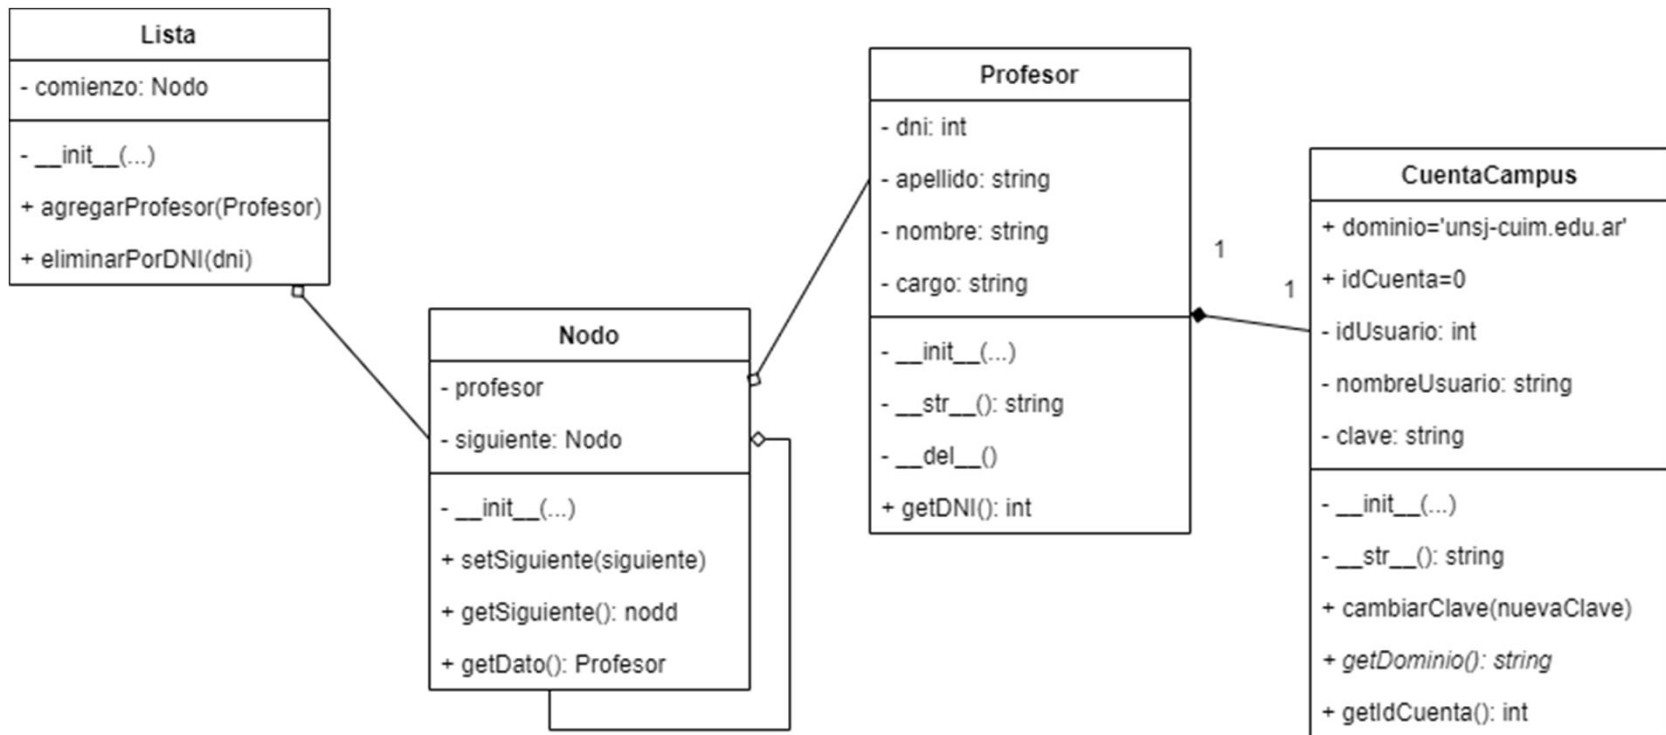 Lista
- comienzo: Nodo
- __init__(...)
+ agregarProfesor(Profesor)
+ eliminarPorDNI(dni)
Nodo
- profesor
- siguiente: Nodo
- __init__(...)
+ setSiguiente(siguiente)
+ getSiguiente(): nodd
+ getDato(): Profesor
Profesor
- dni: int
- apellido: string
- nombre: string
- cargo: string
- __init__(...)
- __str__(): string
- __del__()
+ getDNI(): int
1
1
CuentaCampus
+ dominio='unsj-cuim.edu.ar'
+ idCuenta=0
- idUsuario: int
- nombreUsuario: string
- clave: string
- __init__(...)
- __str__(): string
+ cambiarClave(nuevaClave)
+ getDominio(): string
+ getIdCuenta(): int